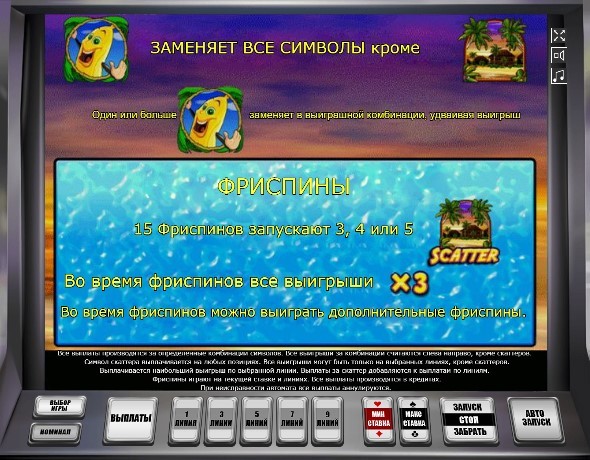 ЗАМЕНЯЕТ ВСЕ СИМВОЛЫ кроме
Один или больше заменяет в выиграшной комбинации, удваивая выигрыш
ФРИСПИНЫ
15 Фриспинов запускают 3, 4 или 5
SCATTER
Во время фриспинов все выигрыши x3
Во время фриспинов можно выиграть дополнительные фриспины.
Все выплаты производятся за определенные комбинации символов. Все выигрыши за комбинации считаются слева направо, кроме скаттеров.
Символ скаттера выплачивается на любых позициях. Все выигрыши могут быть только на выбранных линиях, кроме скаттеров.
Выплачивается наибольший выигрыш по выбранной линии. Выплаты за скаттер добавляются к выплатам по линиям.
Фриспины играют на текущей ставке и линиях. Все выплаты производятся в кредитах.
При неисправности автомата все выплаты аннулируются.
ВЫБОР ИГРЫ
НОМИНАЛ
ВЫПЛАТЫ
1 ЛИНИЯ
3 ЛИНИИ
5 ЛИНИЙ
7 ЛИНИЙ
9 ЛИНИЙ
МИН СТАВКА
МАКС СТАВКА
ЗАПУСК
СТОП
ЗАБРАТЬ
АВТО ЗАПУСК